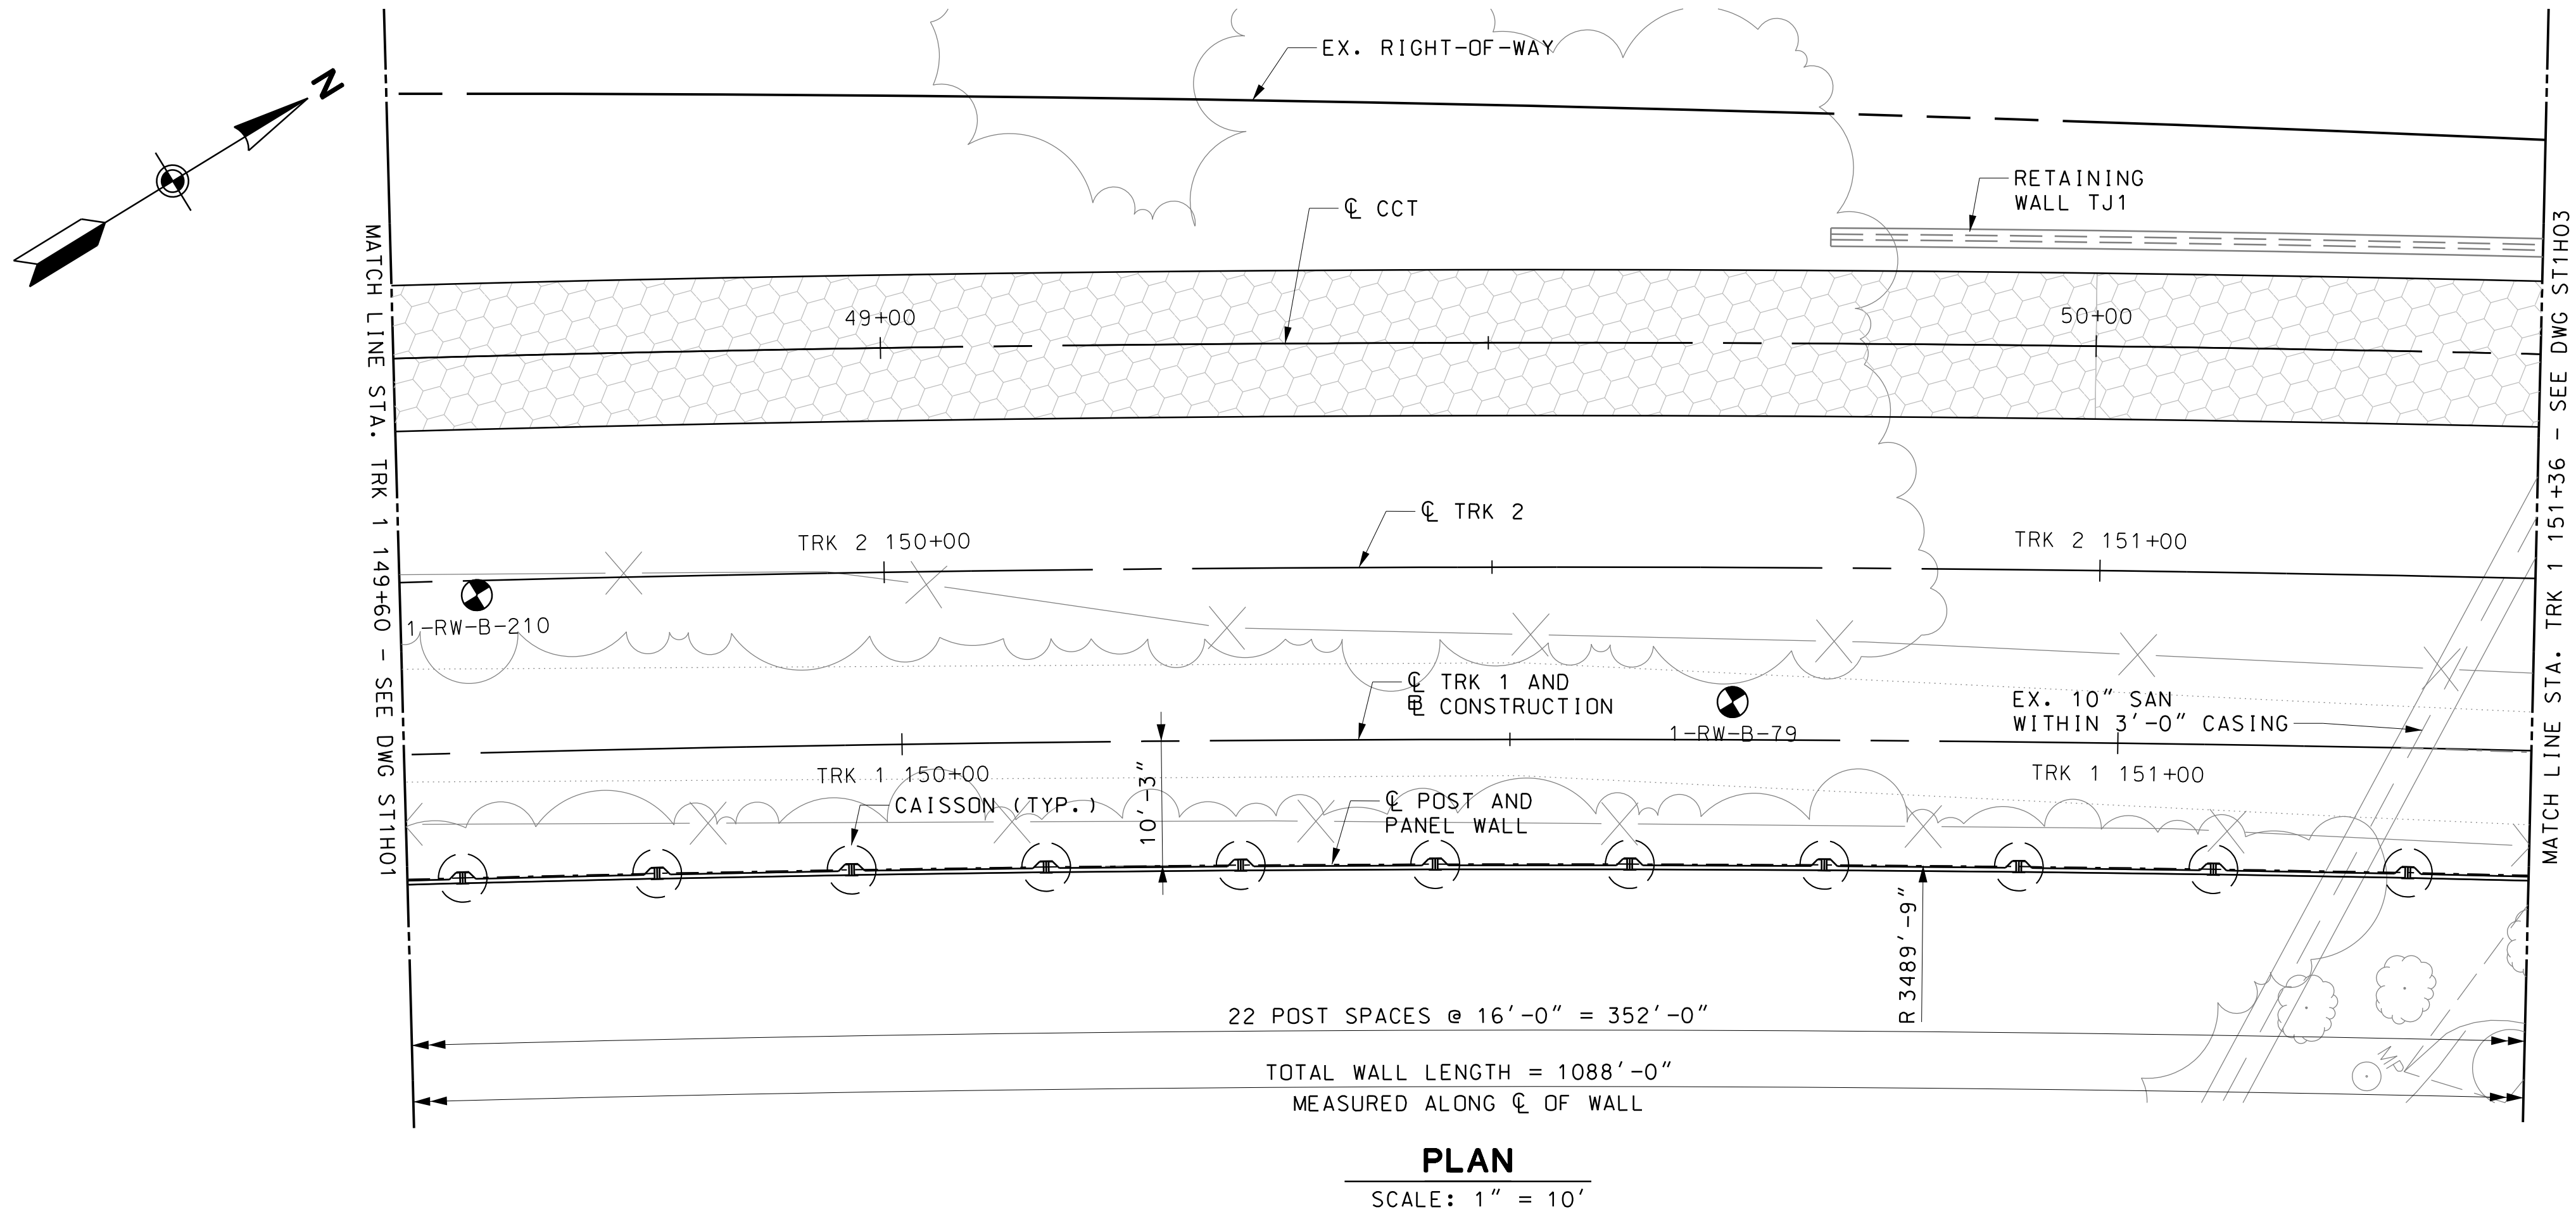 N
EX. RIGHT-OF-WAY
RETAINING
WALL TJ1
℄ CCT
49+00
50+00
MATCH LINE STA. TRK 1 149+60 - SEE DWG ST1H01
MATCH LINE STA. TRK 1 151+36 - SEE DWG ST1H03
℄ TRK 2
TRK 2 150+00
TRK 2 151+00
1-RW-B-210
℄ TRK 1 AND
BL CONSTRUCTION
1-RW-B-79
EX. 10" SAN
WITHIN 3'-0" CASING
TRK 1 150+00
TRK 1 151+00
CAISSON (TYP.)
10'-3"
℄ POST AND
PANEL WALL
R 3489'-9"
22 POST SPACES @ 16'-0" = 352'-0"
TOTAL WALL LENGTH = 1088'-0"
MEASURED ALONG ℄ OF WALL
PLAN
SCALE: 1" = 10'